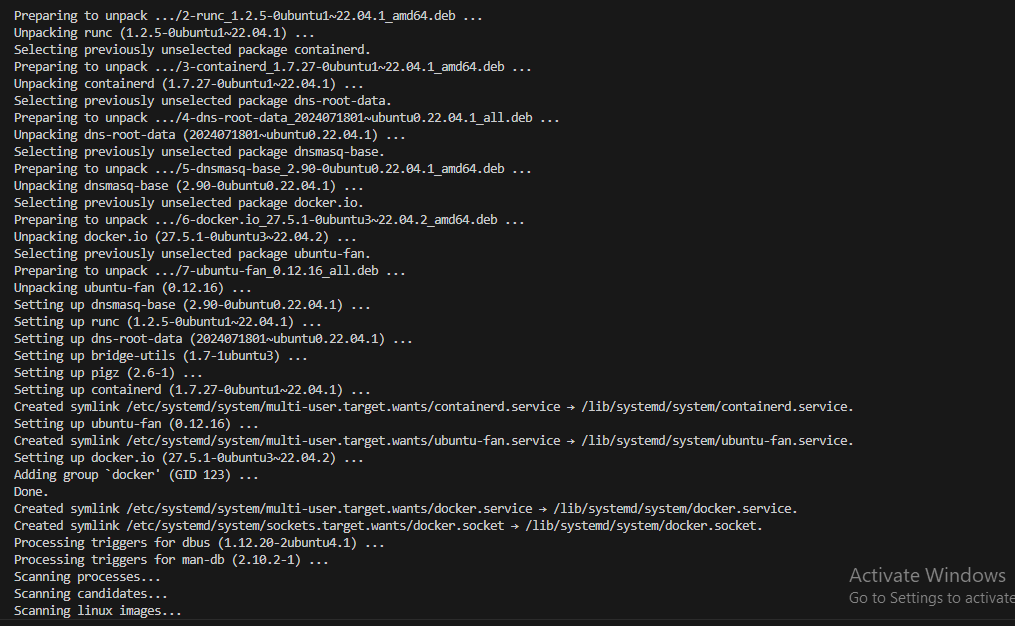 Preparing to unpack .../2-runc_1.2.5-0ubuntu1~22.04.1_amd64.deb ...
Unpacking runc (1.2.5-0ubuntu1~22.04.1) ...
Selecting previously unselected package containerd.
Preparing to unpack .../3-containerd_1.7.27-0ubuntu1~22.04.1_amd64.deb ...
Unpacking containerd (1.7.27-0ubuntu1~22.04.1) ...
Selecting previously unselected package dns-root-data.
Preparing to unpack .../4-dns-root-data_2024071801~ubuntu0.22.04.1_all.deb ...
Unpacking dns-root-data (2024071801~ubuntu0.22.04.1) ...
Selecting previously unselected package dnsmasq-base.
Preparing to unpack .../5-dnsmasq-base_2.90-0ubuntu0.22.04.1_amd64.deb ...
Unpacking dnsmasq-base (2.90-0ubuntu0.22.04.1) ...
Selecting previously unselected package docker.io.
Preparing to unpack .../6-docker.io_27.5.1-0ubuntu3~22.04.2_amd64.deb ...
Unpacking docker.io (27.5.1-0ubuntu3~22.04.2) ...
Selecting previously unselected package ubuntu-fan.
Preparing to unpack .../7-ubuntu-fan_0.12.16_all.deb ...
Unpacking ubuntu-fan (0.12.16) ...
Setting up dnsmasq-base (2.90-0ubuntu0.22.04.1) ...
Setting up runc (1.2.5-0ubuntu1~22.04.1) ...
Setting up dns-root-data (2024071801~ubuntu0.22.04.1) ...
Setting up bridge-utils (1.7-1ubuntu3) ...
Setting up pigz (2.6-1) ...
Setting up containerd (1.7.27-0ubuntu1~22.04.1) ...
Created symlink /etc/systemd/system/multi-user.target.wants/containerd.service → /lib/systemd/system/containerd.service.
Setting up ubuntu-fan (0.12.16) ...
Created symlink /etc/systemd/system/multi-user.target.wants/ubuntu-fan.service → /lib/systemd/system/ubuntu-fan.service.
Setting up docker.io (27.5.1-0ubuntu3~22.04.2) ...
Adding group `docker' (GID 123) ...
Done.
Created symlink /etc/systemd/system/multi-user.target.wants/docker.service → /lib/systemd/system/docker.service.
Created symlink /etc/systemd/system/sockets.target.wants/docker.socket → /lib/systemd/system/docker.socket.
Processing triggers for dbus (1.12.20-2ubuntu4.1) ...
Processing triggers for man-db (2.10.2-1) ...
Scanning processes...
Scanning candidates...
Scanning linux images...
Activate Windows
Go to Settings to activate